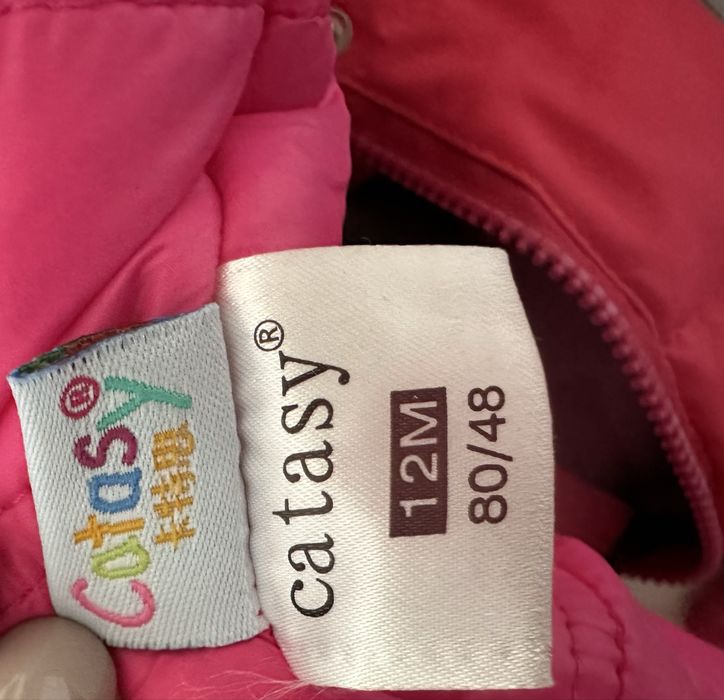 Catasy®
卡特思
catasy®
12M
80/48